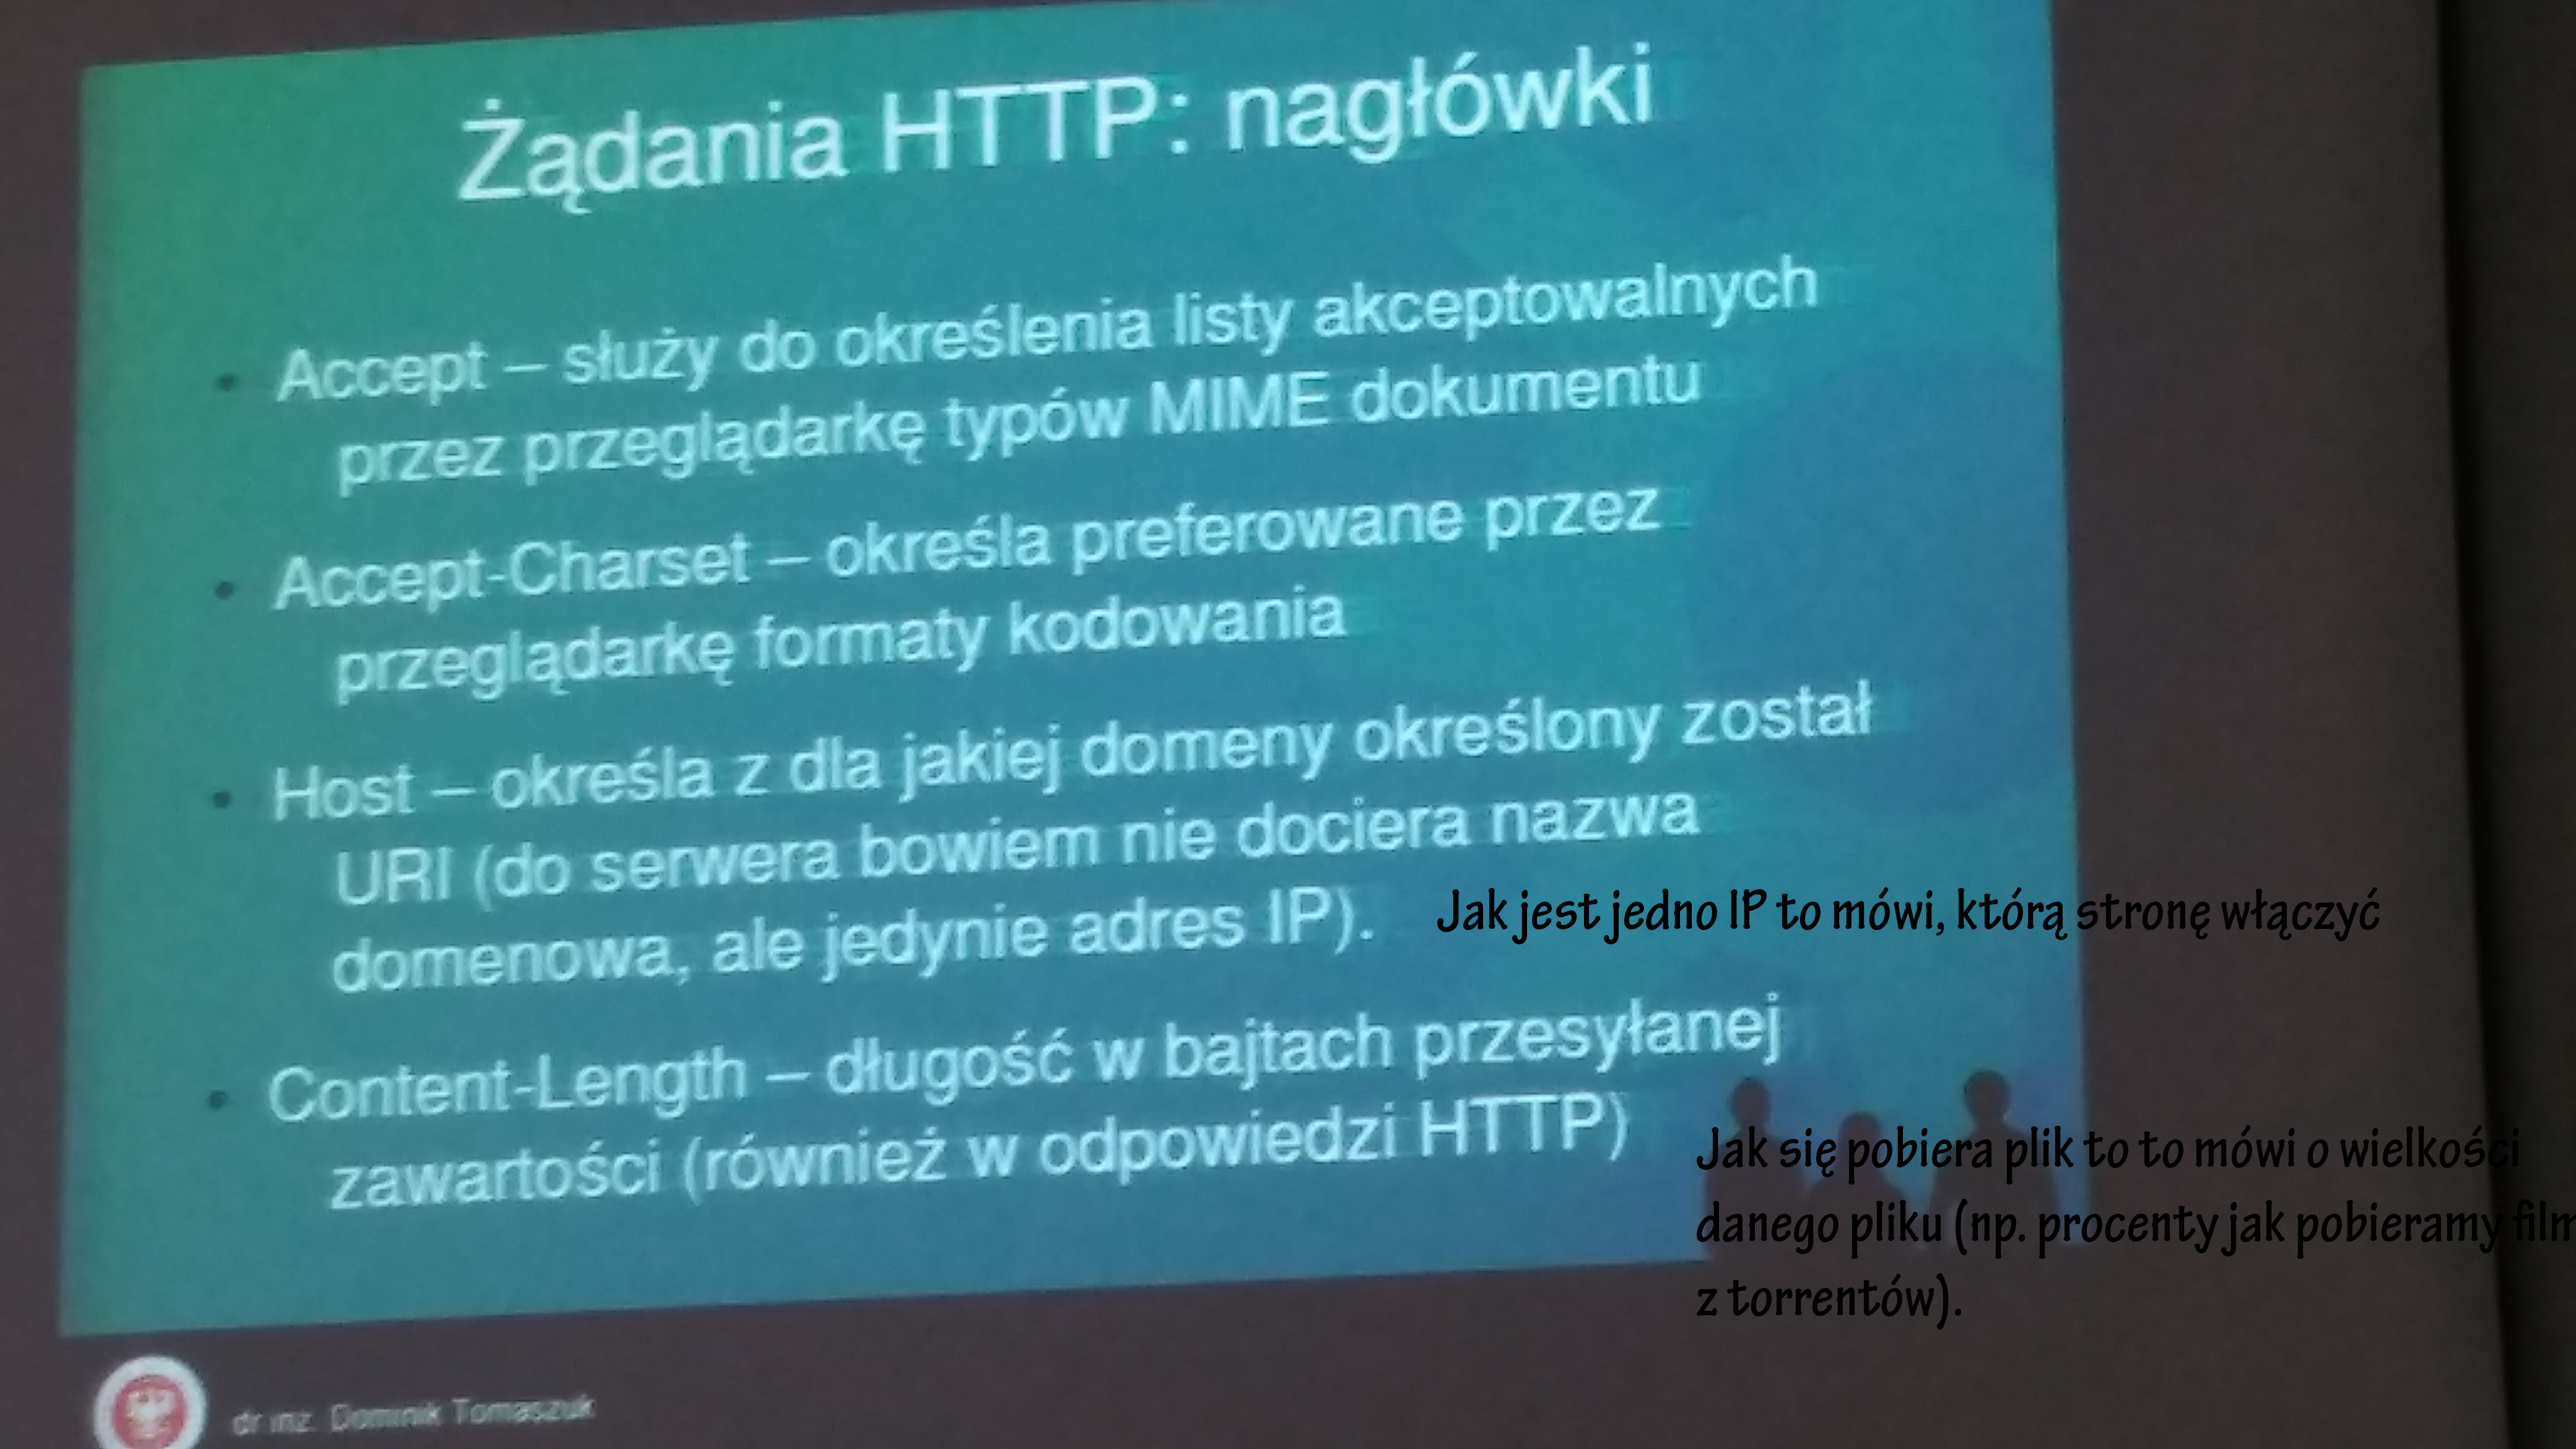 Żądania HTTP: nagłówki
• Accept – służy do określenia listy akceptowalnych
przez przeglądarkę typów MIME dokumentu
• Accept-Charset – określa preferowane przez
przeglądarkę formaty kodowania
• Host – określa z dla jakiej domeny określony został
URI (do serwera bowiem nie dociera nazwa
domenowa, ale jedynie adres IP).
Jak jest jedno IP to mówi, którą stronę włączyć
• Content-Length – długość w bajtach przesyłanej
zawartości (również w odpowiedzi HTTP)
Jak się pobiera plik to to mówi o wielkości
danego pliku (np. procenty jak pobieramy film
z torrentów).
dr inż. Dominik Tomaszuk